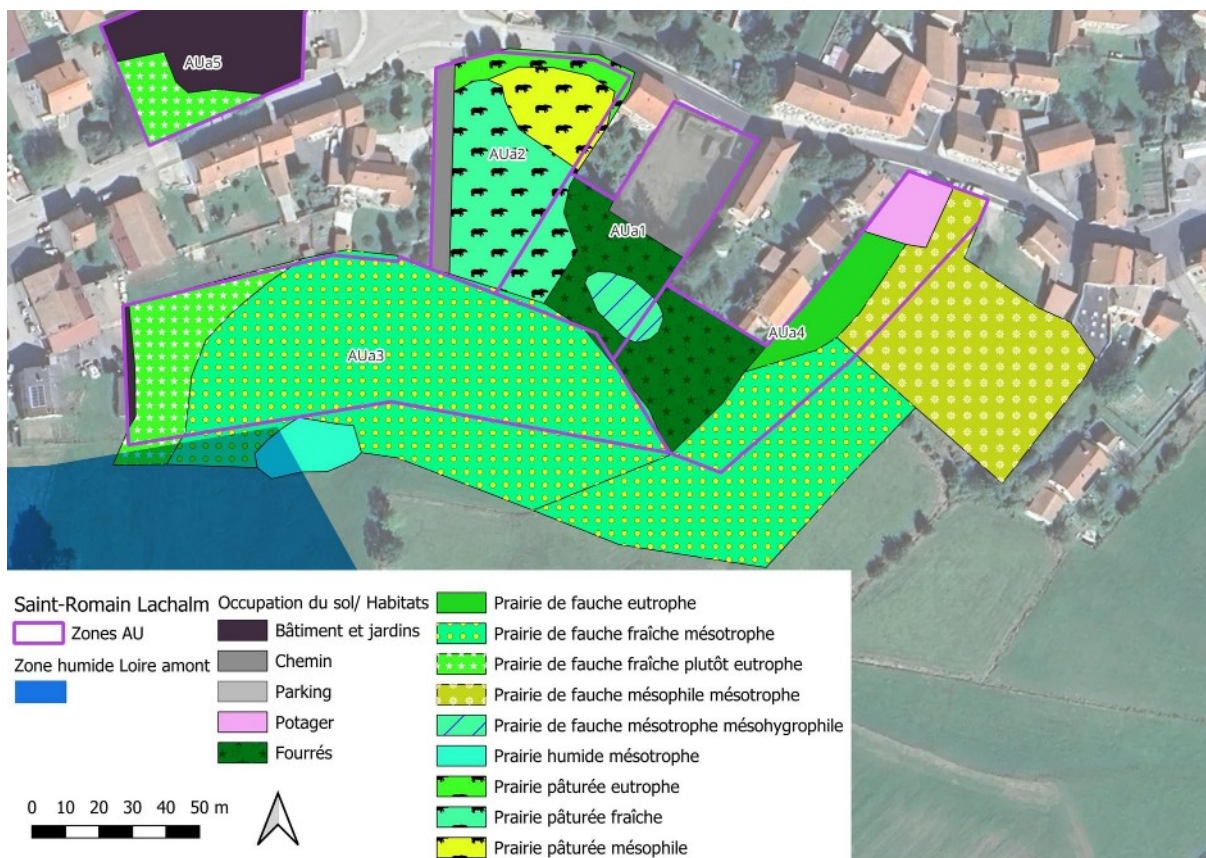 AUa5
AUa2
AUa1
AUa4
AUa3
Saint-Romain Lachalm
Zones AU
Zone humide Loire amont
0 10 20 30 40 50 m
Occupation du sol/ Habitats
Bâtiment et jardins
Chemin
Parking
Potager
Fourrés
Prairie de fauche eutrophe
Prairie de fauche fraîche mésotrophe
Prairie de fauche fraîche plutôt eutrophe
Prairie de fauche mésophile mésotrophe
Prairie de fauche mésotrophe mésohygrophile
Prairie humide mésotrophe
Prairie pâturée eutrophe
Prairie pâturée fraîche
Prairie pâturée mésophile